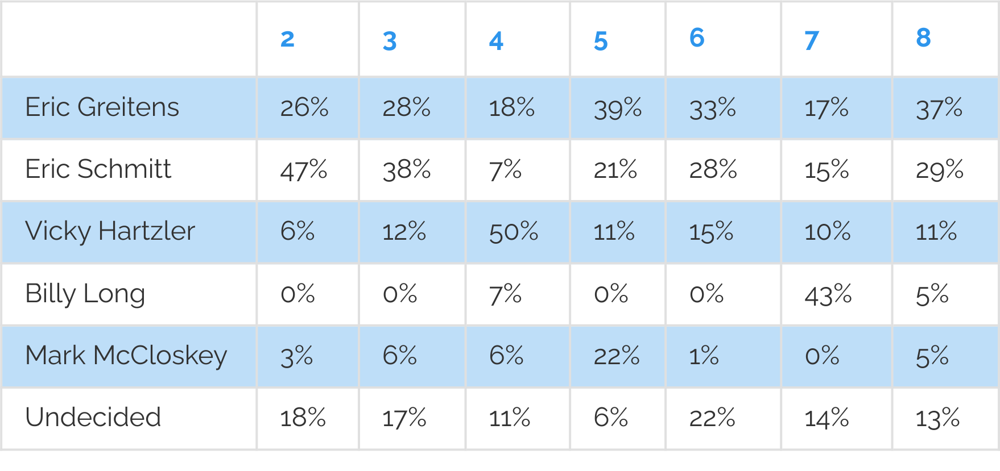 2 3 4 5 6 7 8
Eric Greitens 26% 28% 18% 39% 33% 17% 37%
Eric Schmitt 47% 38% 7% 21% 28% 15% 29%
Vicky Hartzler 6% 12% 50% 11% 15% 10% 11%
Billy Long 0% 0% 7% 0% 0% 43% 5%
Mark McCloskey 3% 6% 6% 22% 1% 0% 5%
Undecided 18% 17% 11% 6% 22% 14% 13%